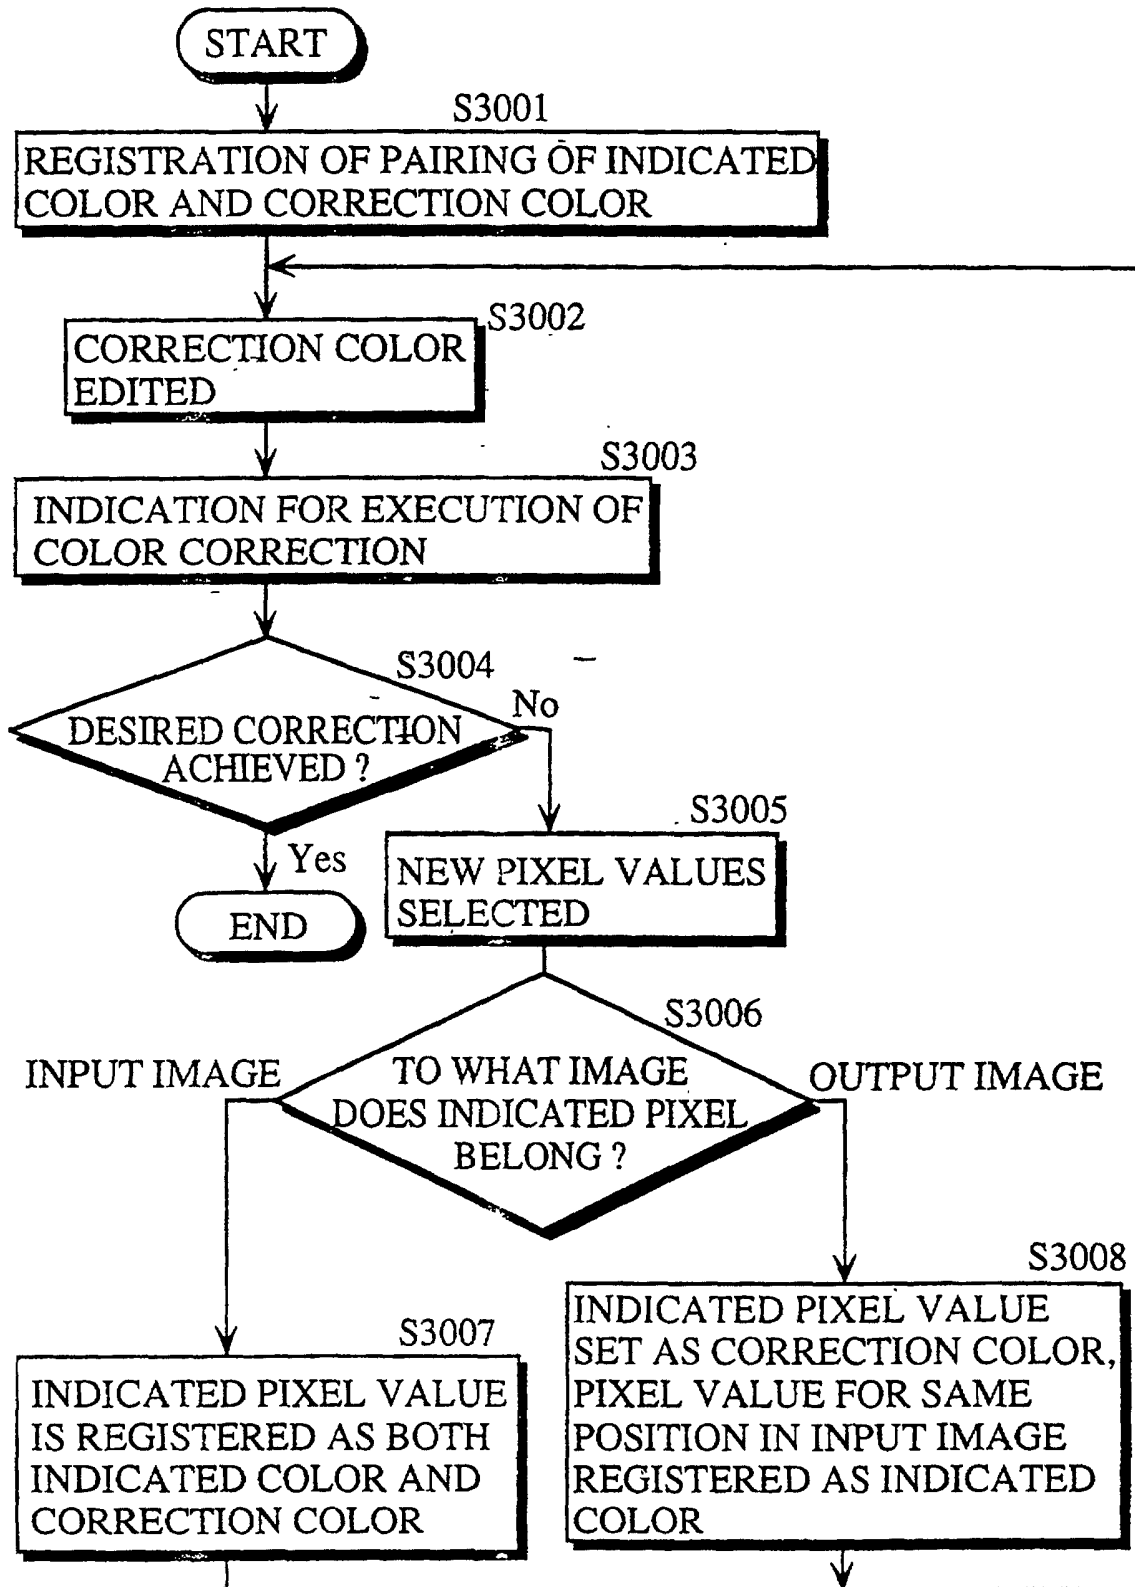 START
S3001
REGISTRATION OF PAIRING OF INDICATED
COLOR AND CORRECTION COLOR
S3002
CORRECTION COLOR
EDITED
S3003
INDICATION FOR EXECUTION OF
COLOR CORRECTION
S3004
No
DESIRED CORRECTION
ACHIEVED ?
S3005
Yes
NEW PIXEL VALUES
SELECTED
END
S3006
INPUT IMAGE
TO WHAT IMAGE
DOES INDICATED PIXEL
BELONG ?
OUTPUT IMAGE
S3007
INDICATED PIXEL VALUE
IS REGISTERED AS BOTH
INDICATED COLOR AND
CORRECTION COLOR
S3008
INDICATED PIXEL VALUE
SET AS CORRECTION COLOR,
PIXEL VALUE FOR SAME
POSITION IN INPUT IMAGE
REGISTERED AS INDICATED
COLOR